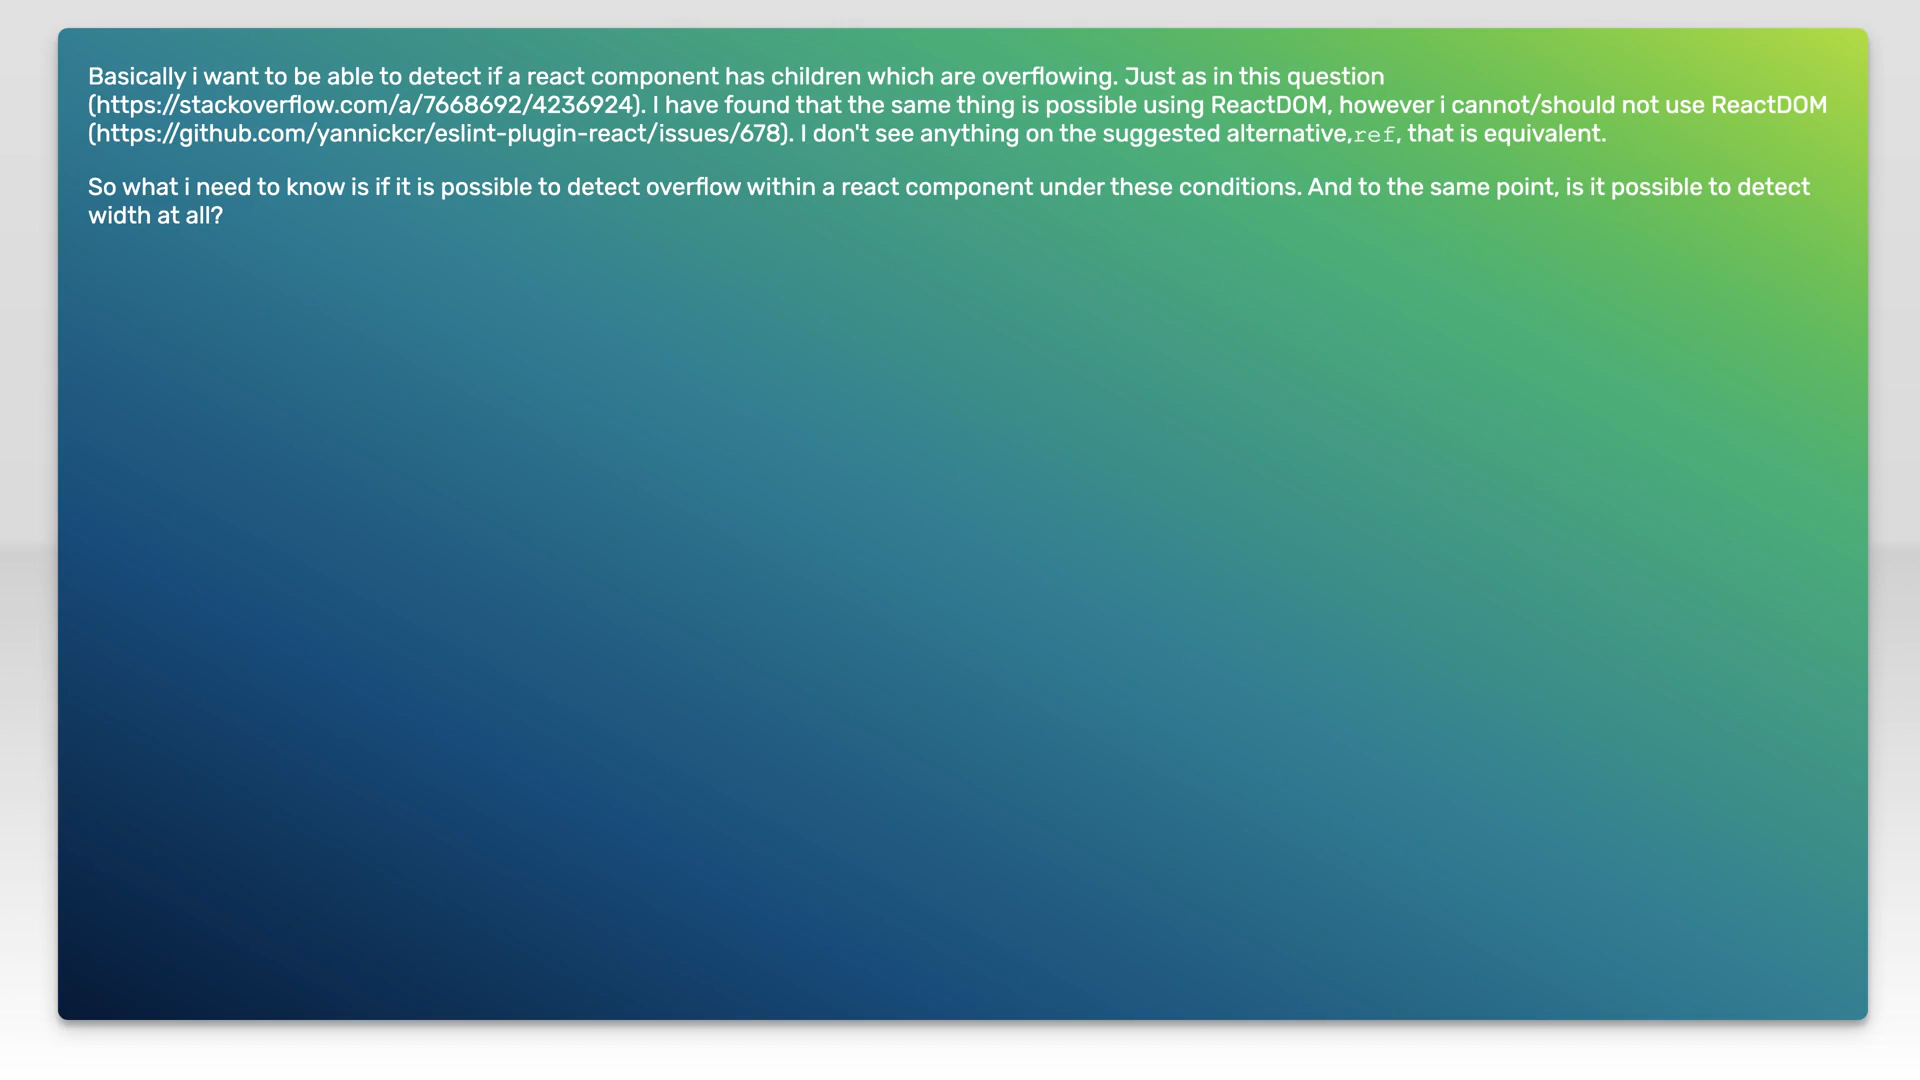 Basically i want to be able to detect if a react component has children which are overflowing. Just as in this question
(https://stackoverflow.com/a/7668692/4236924). I have found that the same thing is possible using ReactDOM, however i cannot/should not use ReactDOM
(https://github.com/yannickcr/eslint-plugin-react/issues/678). I don't see anything on the suggested alternative,ref, that is equivalent.
So what i need to know is if it is possible to detect overflow within a react component under these conditions. And to the same point, is it possible to detect
width at all?